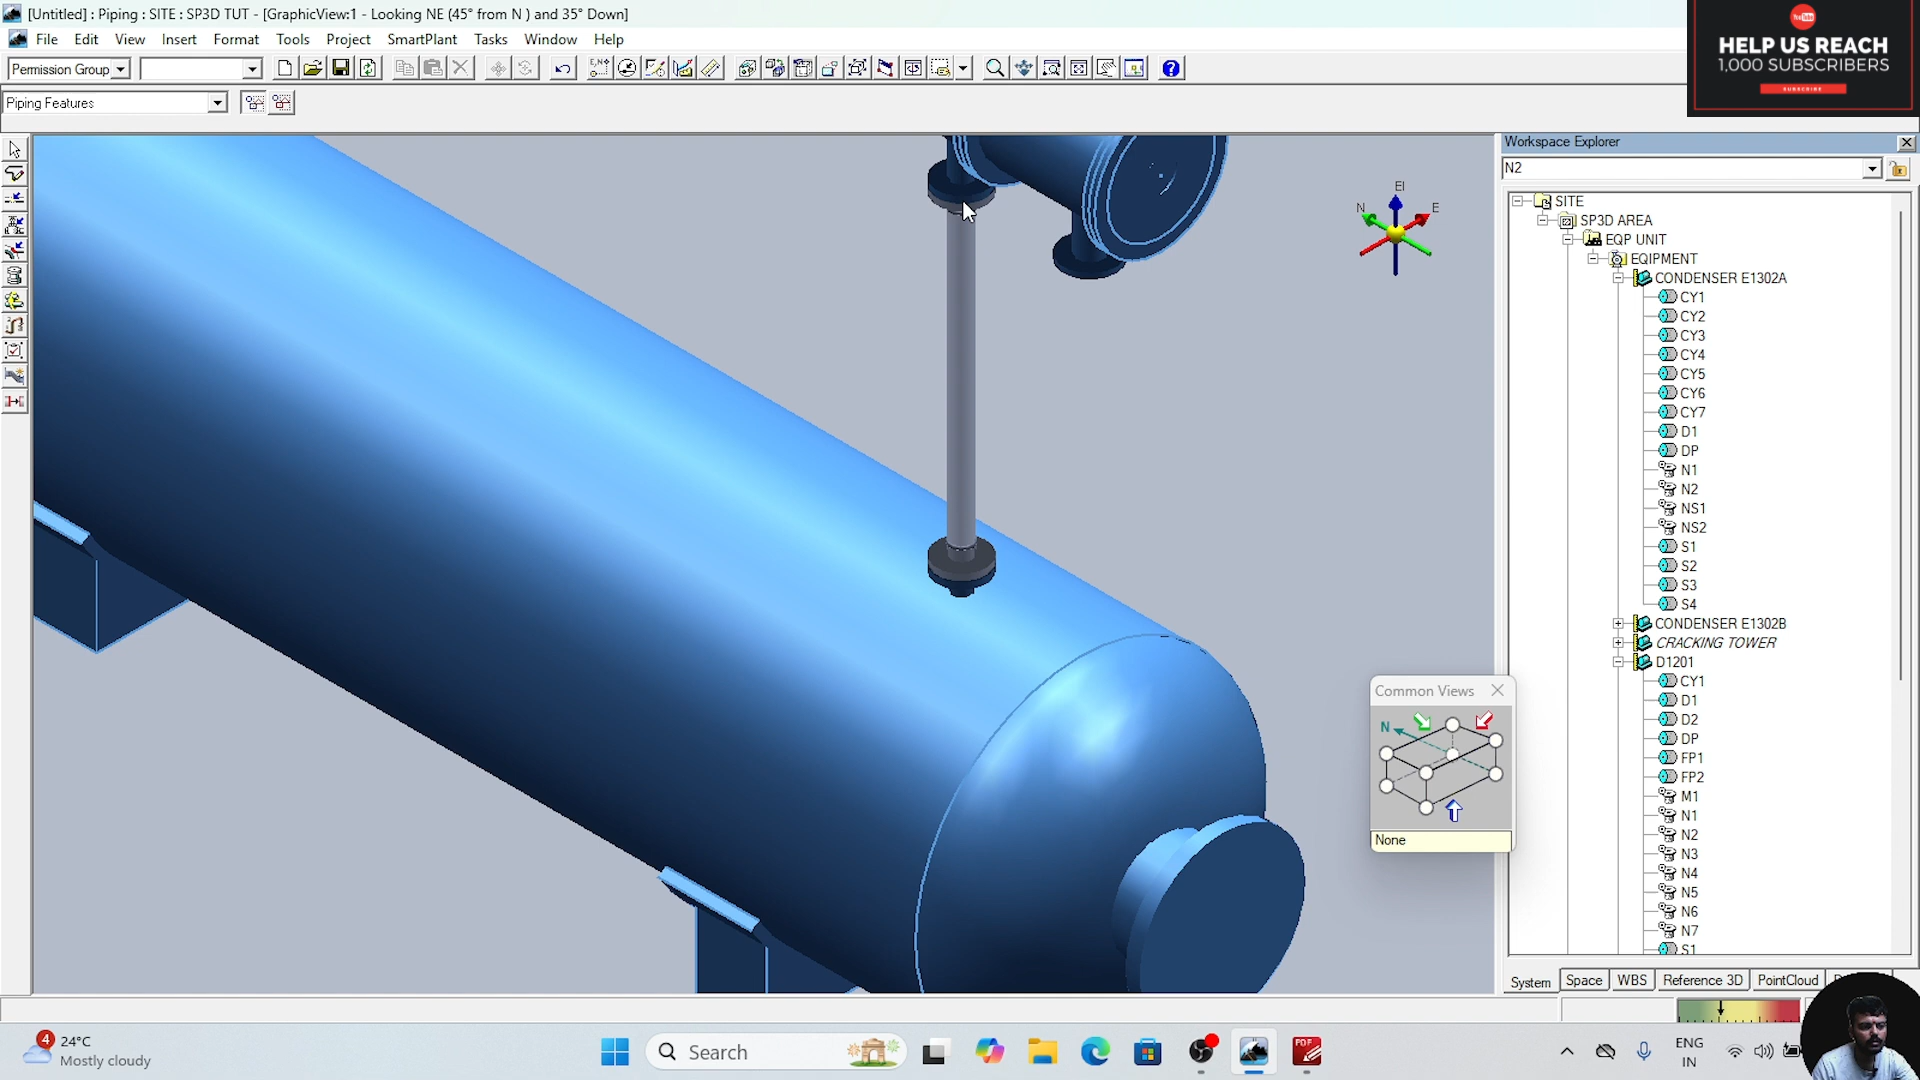 [Untitled] : Piping : SITE : SP3D TUT - [GraphicView:1 - Looking NE (45° from N ) and 35° Down]
File Edit View Insert Format Tools Project SmartPlant Tasks Window Help
Permission Group
Piping Features
YouTube
HELP US REACH
1,000 SUBSCRIBERS
SUBSCRIBE
Workspace Explorer
N2
SITE
SP3D AREA
EQP UNIT
EQIPMENT
CONDENSER E1302A
CY1
CY2
CY3
CY4
CY5
CY6
CY7
D1
DP
N1
N2
NS1
NS2
S1
S2
S3
S4
CONDENSER E1302B
CRACKING TOWER
D1201
CY1
D1
D2
DP
FP1
FP2
M1
N1
N2
N3
N4
N5
N6
N7
S1
El
N E
Common Views
N
None
System Space WBS Reference 3D PointCloud
4
24°C
Mostly cloudy
Search
PDF
ENG
IN